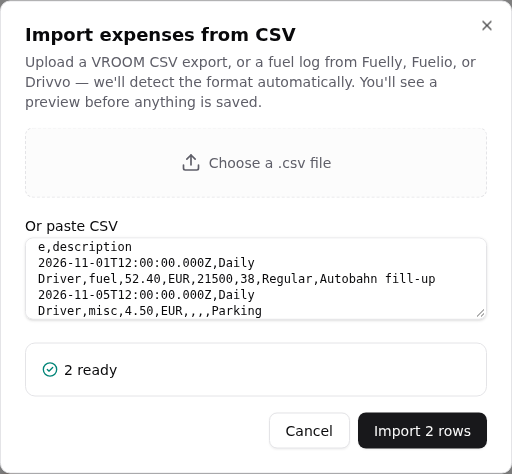 Import expenses from CSV
Upload a VROOM CSV export, or a fuel log from Fuelly, Fuelio, or
Drivvo — we'll detect the format automatically. You'll see a
preview before anything is saved.
Choose a .csv file
Or paste CSV
e,description
2026-11-01T12:00:00.000Z,Daily
Driver,fuel,52.40,EUR,21500,38,Regular,Autobahn fill-up
2026-11-05T12:00:00.000Z,Daily
Driver,misc,4.50,EUR,,,,Parking
2 ready
Cancel
Import 2 rows